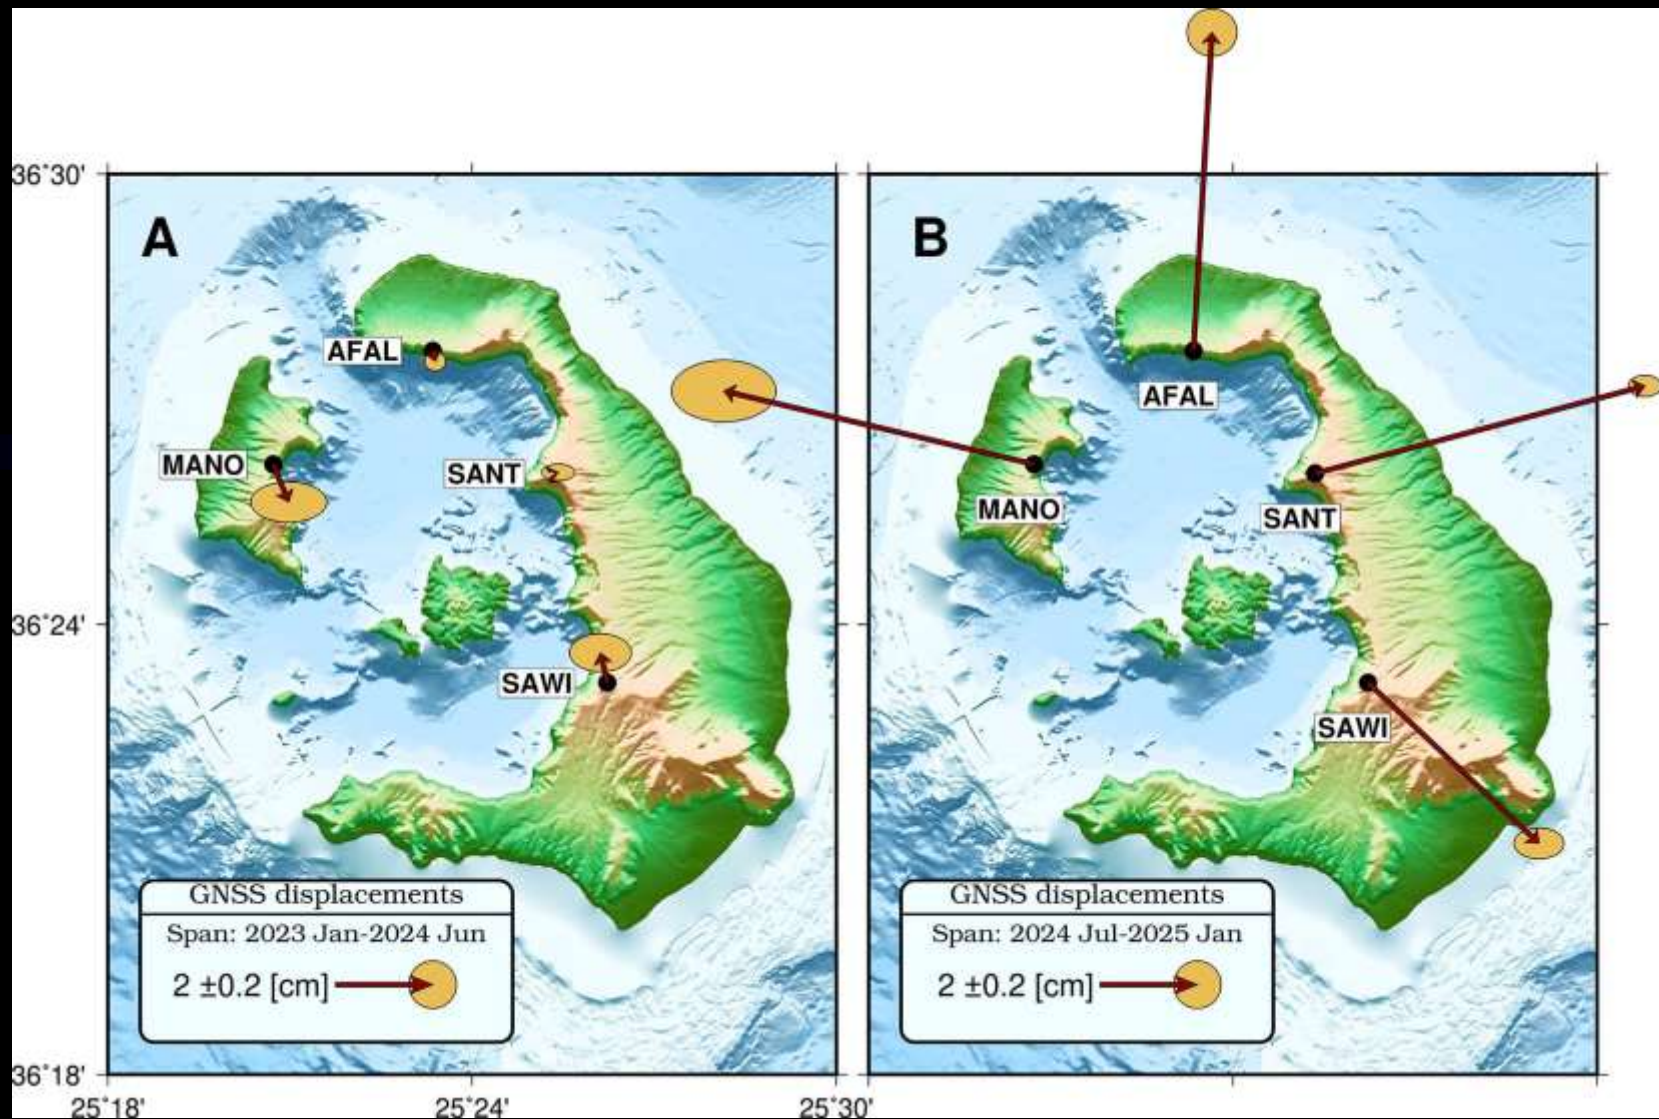 36°30'
A
B
AFAL
AFAL
MANO
SANT
MANO
SANT
36°24'
SAWI
SAWI
GNSS displacements
Span: 2023 Jan-2024 Jun
2 ±0.2 [cm]
GNSS displacements
Span: 2024 Jul-2025 Jan
2 ±0.2 [cm]
36°18'
25°18'
25°24'
25°30'